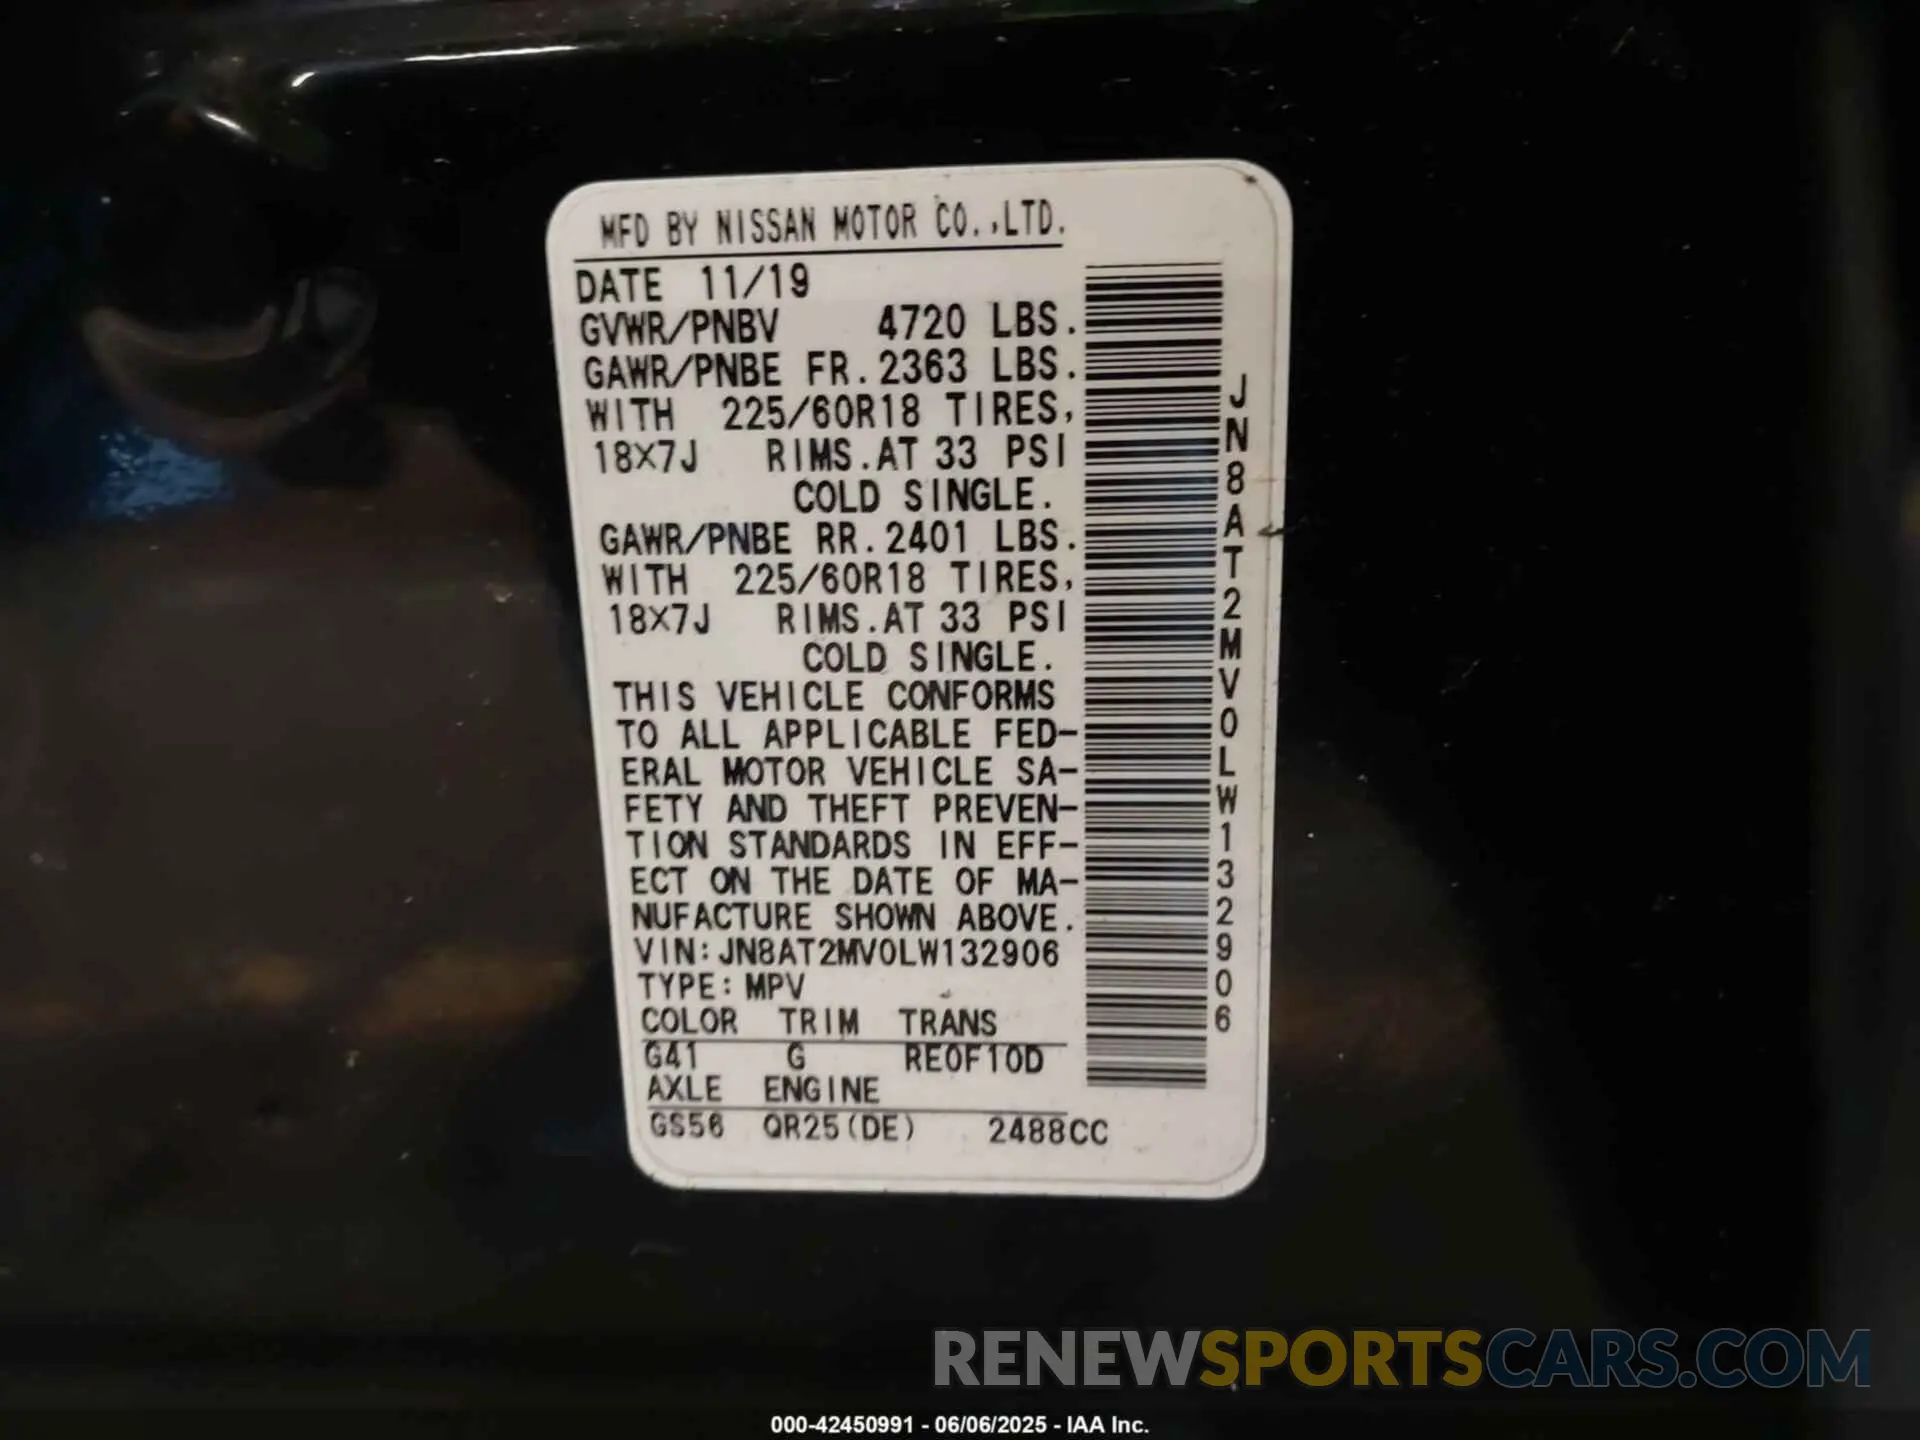 MFD BY NISSAN MOTOR CO.,LTD.
DATE 11/19
GVWR/PNBV 4720 LBS.
GAWR/PNBE FR. 2363 LBS.
WITH 225/60R18 TIRES,
18X7J RIMS. AT 33 PSI
COLD SINGLE.
GAWR/PNBE RR. 2401 LBS.
WITH 225/60R18 TIRES,
18X7J RIMS. AT 33 PSI
COLD SINGLE.
THIS VEHICLE CONFORMS
TO ALL APPLICABLE FED-
ERAL MOTOR VEHICLE SA-
FETY AND THEFT PREVEN-
TION STANDARDS IN EFF-
ECT ON THE DATE OF MA-
NUFACTURE SHOWN ABOVE.
VIN: JN8AT2MV0LW132906
TYPE: MPV
COLOR TRIM TRANS
G41 G RE0F10D
AXLE ENGINE
GS56 QR25(DE) 2488CC
JN8AT2MV0LW132906
RENEWSPORTSCARS.COM
000-42450991 - 06/06/2025 - IAA Inc.